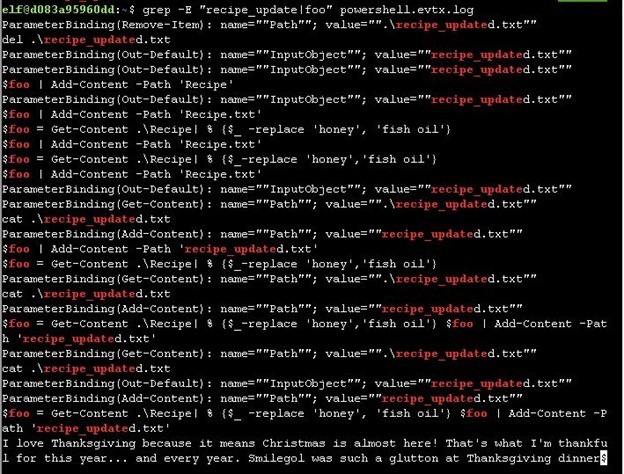 elf@d083a95960dd:~$ grep -E "recipe_update|foo" powershell.evtx.log
ParameterBinding(Remove-Item): name=""Path""; value="".\recipe_updated.txt""
del .\recipe_updated.txt
ParameterBinding(Out-Default): name=""InputObject""; value=""recipe_updated.txt""
ParameterBinding(Out-Default): name=""InputObject""; value=""recipe_updated.txt""
$foo | Add-Content -Path 'Recipe'
ParameterBinding(Out-Default): name=""InputObject""; value=""recipe_updated.txt""
$foo | Add-Content -Path 'Recipe.txt'
$foo = Get-Content .\Recipe| % {$_ -replace 'honey', 'fish oil'}
$foo | Add-Content -Path 'Recipe.txt'
$foo = Get-Content .\Recipe| % {$_ -replace 'honey','fish oil'}
$foo | Add-Content -Path 'Recipe.txt'
ParameterBinding(Out-Default): name=""InputObject""; value=""recipe_updated.txt""
ParameterBinding(Get-Content): name=""Path""; value="".\recipe_updated.txt""
cat .\recipe_updated.txt
ParameterBinding(Add-Content): name=""Path""; value=""recipe_updated.txt""
$foo | Add-Content -Path 'recipe_updated.txt'
$foo = Get-Content .\Recipe| % {$_-replace 'honey','fish oil'}
ParameterBinding(Get-Content): name=""Path""; value="".\recipe_updated.txt""
cat .\recipe_updated.txt
ParameterBinding(Add-Content): name=""Path""; value=""recipe_updated.txt""
$foo = Get-Content .\Recipe| % {$_-replace 'honey','fish oil'} $foo | Add-Content -Pat
h 'recipe_updated.txt'
ParameterBinding(Get-Content): name=""Path""; value="".\recipe_updated.txt""
cat .\recipe_updated.txt
ParameterBinding(Out-Default): name=""InputObject""; value=""recipe_updated.txt""
ParameterBinding(Add-Content): name=""Path""; value=""recipe_updated.txt""
$foo = Get-Content .\Recipe| % {$_-replace 'honey', 'fish oil'} $foo | Add-Content -P
ath 'recipe_updated.txt'
I love Thanksgiving because it means Christmas is almost here! That's what I'm thankfu
l for this year... and every year. Smilegol was such a glutton at Thanksgiving dinner$